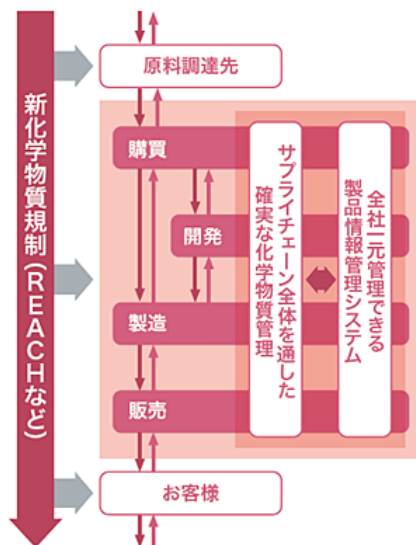 新化学物質規制(REACHなど)
原料調達先
購買
開発
製造
販売
サプライチェーン全体を通した
確実な化学物質管理
全社一元管理できる
製品情報管理システム
お客様